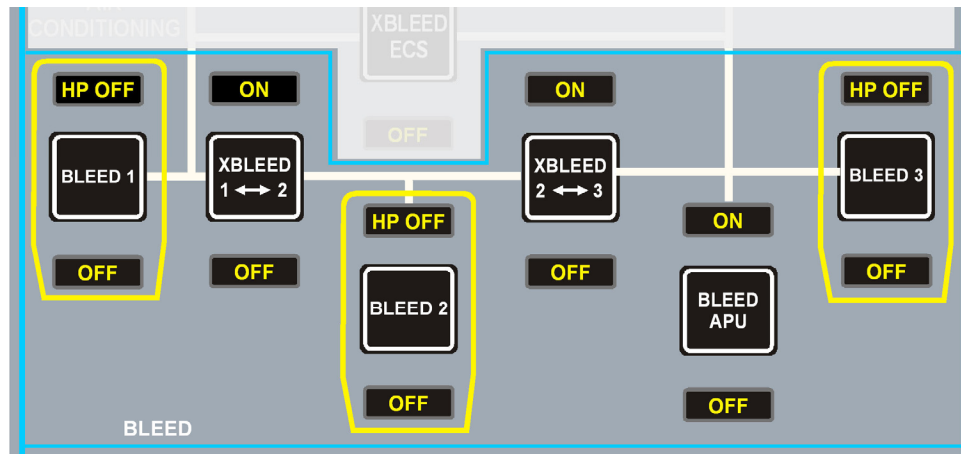 AIR
CONDITIONING
XBLEED
ECS
OFF
HP OFF
ON
ON
HP OFF
BLEED 1
XBLEED
1 ↔ 2
XBLEED
2 ↔ 3
BLEED 3
HP OFF
ON
OFF
OFF
OFF
OFF
BLEED 2
BLEED
APU
OFF
OFF
BLEED